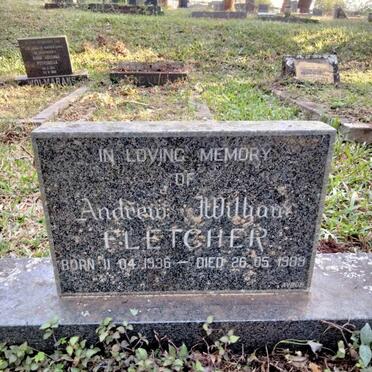 IN LOVING MEMORY
OF
Andrew William
FLETCHER
BORN 11 04 1936 — DIED 26.05.1989